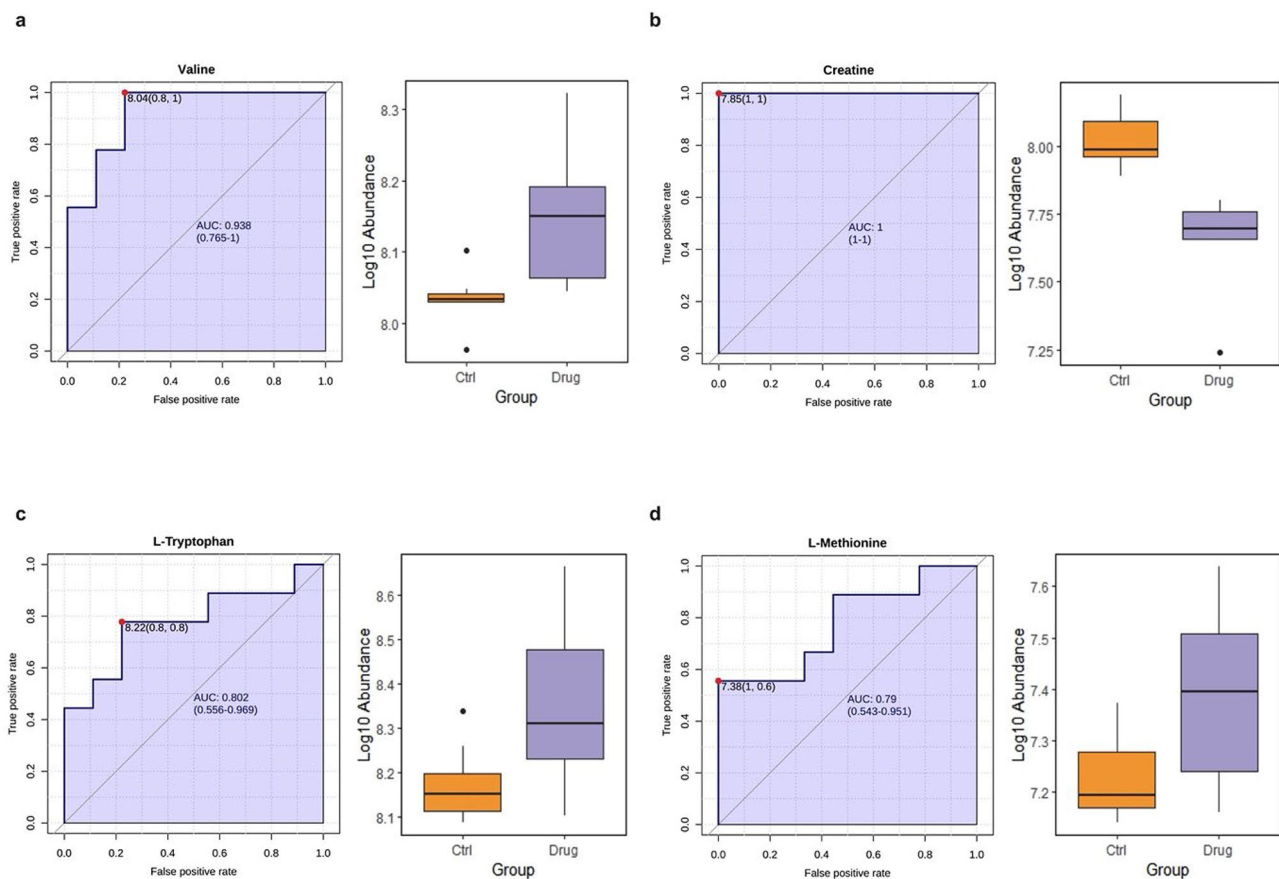 a
Valine
True positive rate
0.0 0.2 0.4 0.6 0.8 1.0
8.04(0.8, 1)
AUC: 0.938
(0.765-1)
0.0 0.2 0.4 0.6 0.8 1.0
False positive rate
Log10 Abundance
8.3
8.2
8.1
8.0
Ctrl Drug
Group
b
Creatine
True positive rate
0.0 0.2 0.4 0.6 0.8 1.0
7.85(1, 1)
AUC: 1
(1-1)
0.0 0.2 0.4 0.6 0.8 1.0
False positive rate
Log10 Abundance
8.00
7.75
7.50
7.25
Ctrl Drug
Group
c
L-Tryptophan
True positive rate
0.0 0.2 0.4 0.6 0.8 1.0
8.22(0.8, 0.8)
AUC: 0.802
(0.556-0.969)
0.0 0.2 0.4 0.6 0.8 1.0
False positive rate
Log10 Abundance
8.6
8.5
8.4
8.3
8.2
8.1
Ctrl Drug
Group
d
L-Methionine
True positive rate
0.0 0.2 0.4 0.6 0.8 1.0
7.38(1, 0.6)
AUC: 0.79
(0.543-0.951)
0.0 0.2 0.4 0.6 0.8 1.0
False positive rate
Log10 Abundance
7.6
7.5
7.4
7.3
7.2
Ctrl Drug
Group